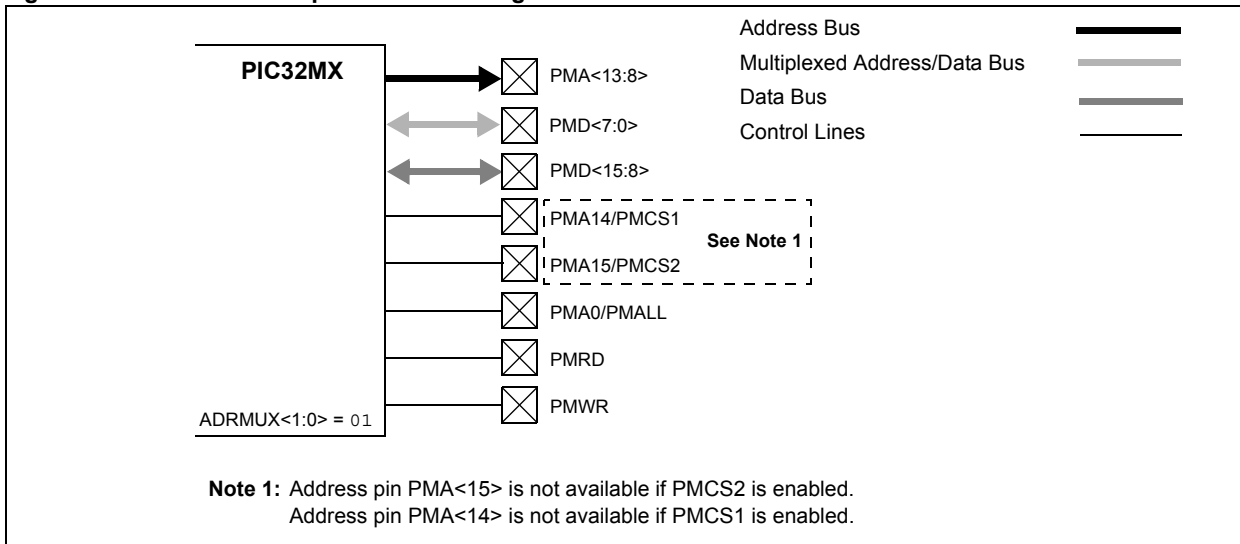 PIC32MX
PMA<13:8>
PMD<7:0>
PMD<15:8>
PMA14/PMCS1
PMA15/PMCS2
See Note 1
PMA0/PMALL
PMRD
PMWR
ADRMUX<1:0> = 01
Address Bus
Multiplexed Address/Data Bus
Data Bus
Control Lines
Note 1: Address pin PMA<15> is not available if PMCS2 is enabled.
Address pin PMA<14> is not available if PMCS1 is enabled.